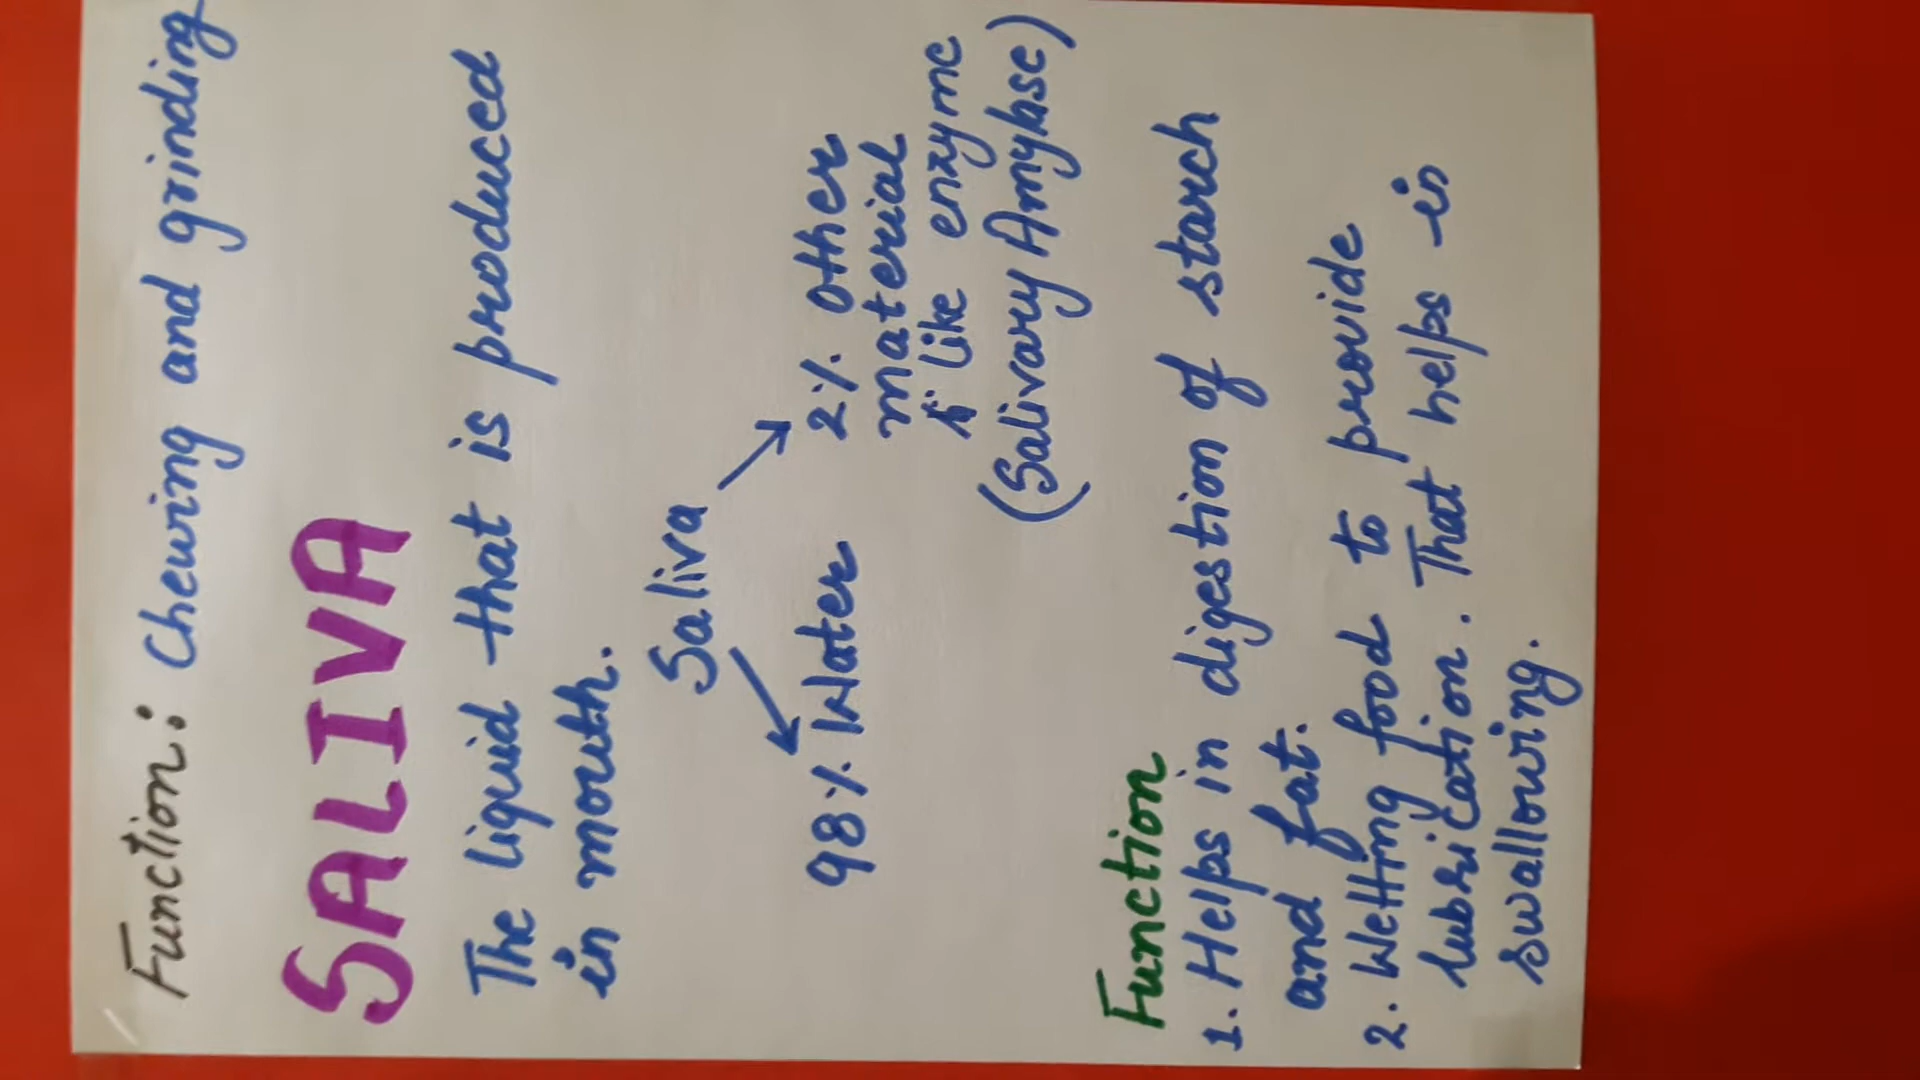 Function: Chewing and grinding
SALIVA
The liquid that is produced
in mouth.
Saliva
98% Water
2% other
material
like enzyme
(Salivary Amylase)
Function
1. Helps in digestion of starch
and fat.
2. Wetting food to provide
lubrication. That helps in
swallowing.